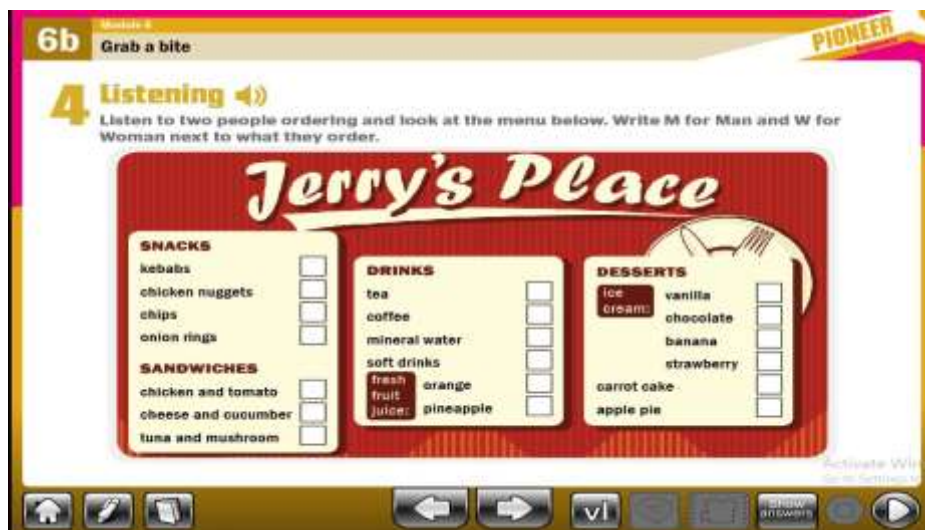 Module 6
6b
Grab a bite
PIONEER
4 Listening
Listen to two people ordering and look at the menu below. Write M for Man and W for
Woman next to what they order.
Jerry's Place
SNACKS
kebabs
chicken nuggets
chips
onion rings
SANDWICHES
chicken and tomato
cheese and cucumber
tuna and mushroom
DRINKS
tea
coffee
mineral water
soft drinks
fresh
fruit
juice:
orange
pineapple
DESSERTS
ice
cream:
vanilla
chocolate
banana
strawberry
carrot cake
apple pie
Activate Win
Go to Settings
vl
Show
answers